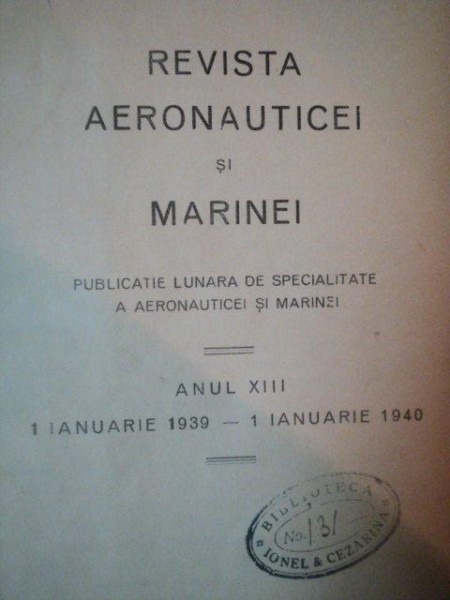 REVISTA
AERONAUTICEI
ȘI
MARINEI
PUBLICATIE LUNARA DE SPECIALITATE
A AERONAUTICEI ȘI MARINEI
ANUL XIII
1 IANUARIE 1939 — 1 IANUARIE 1940
BIBLIOTECA
No. 131
IONEL & CEZARINA